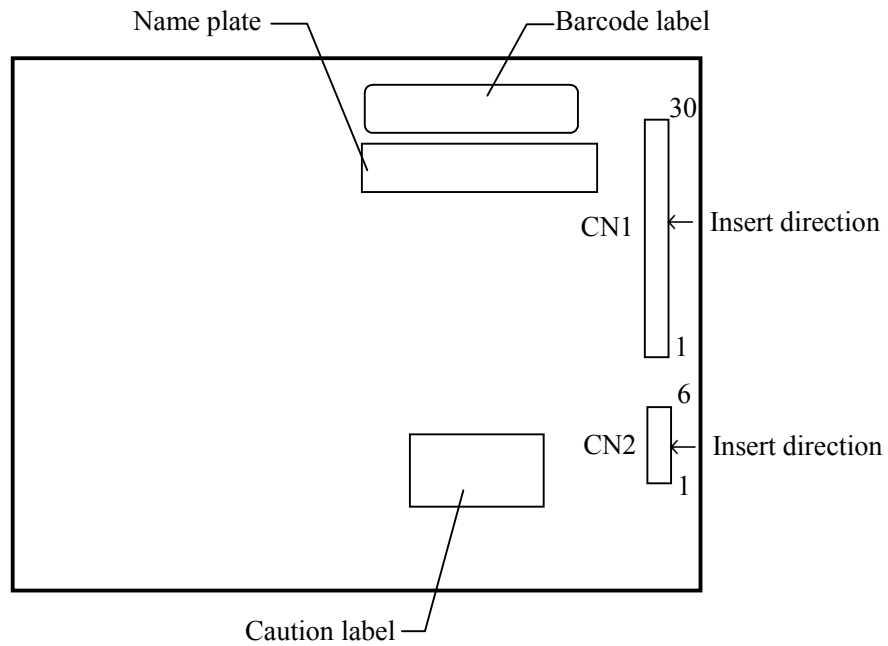 Name plate
Barcode label
30
CN1
Insert direction
1
6
CN2
Insert direction
1
Caution label